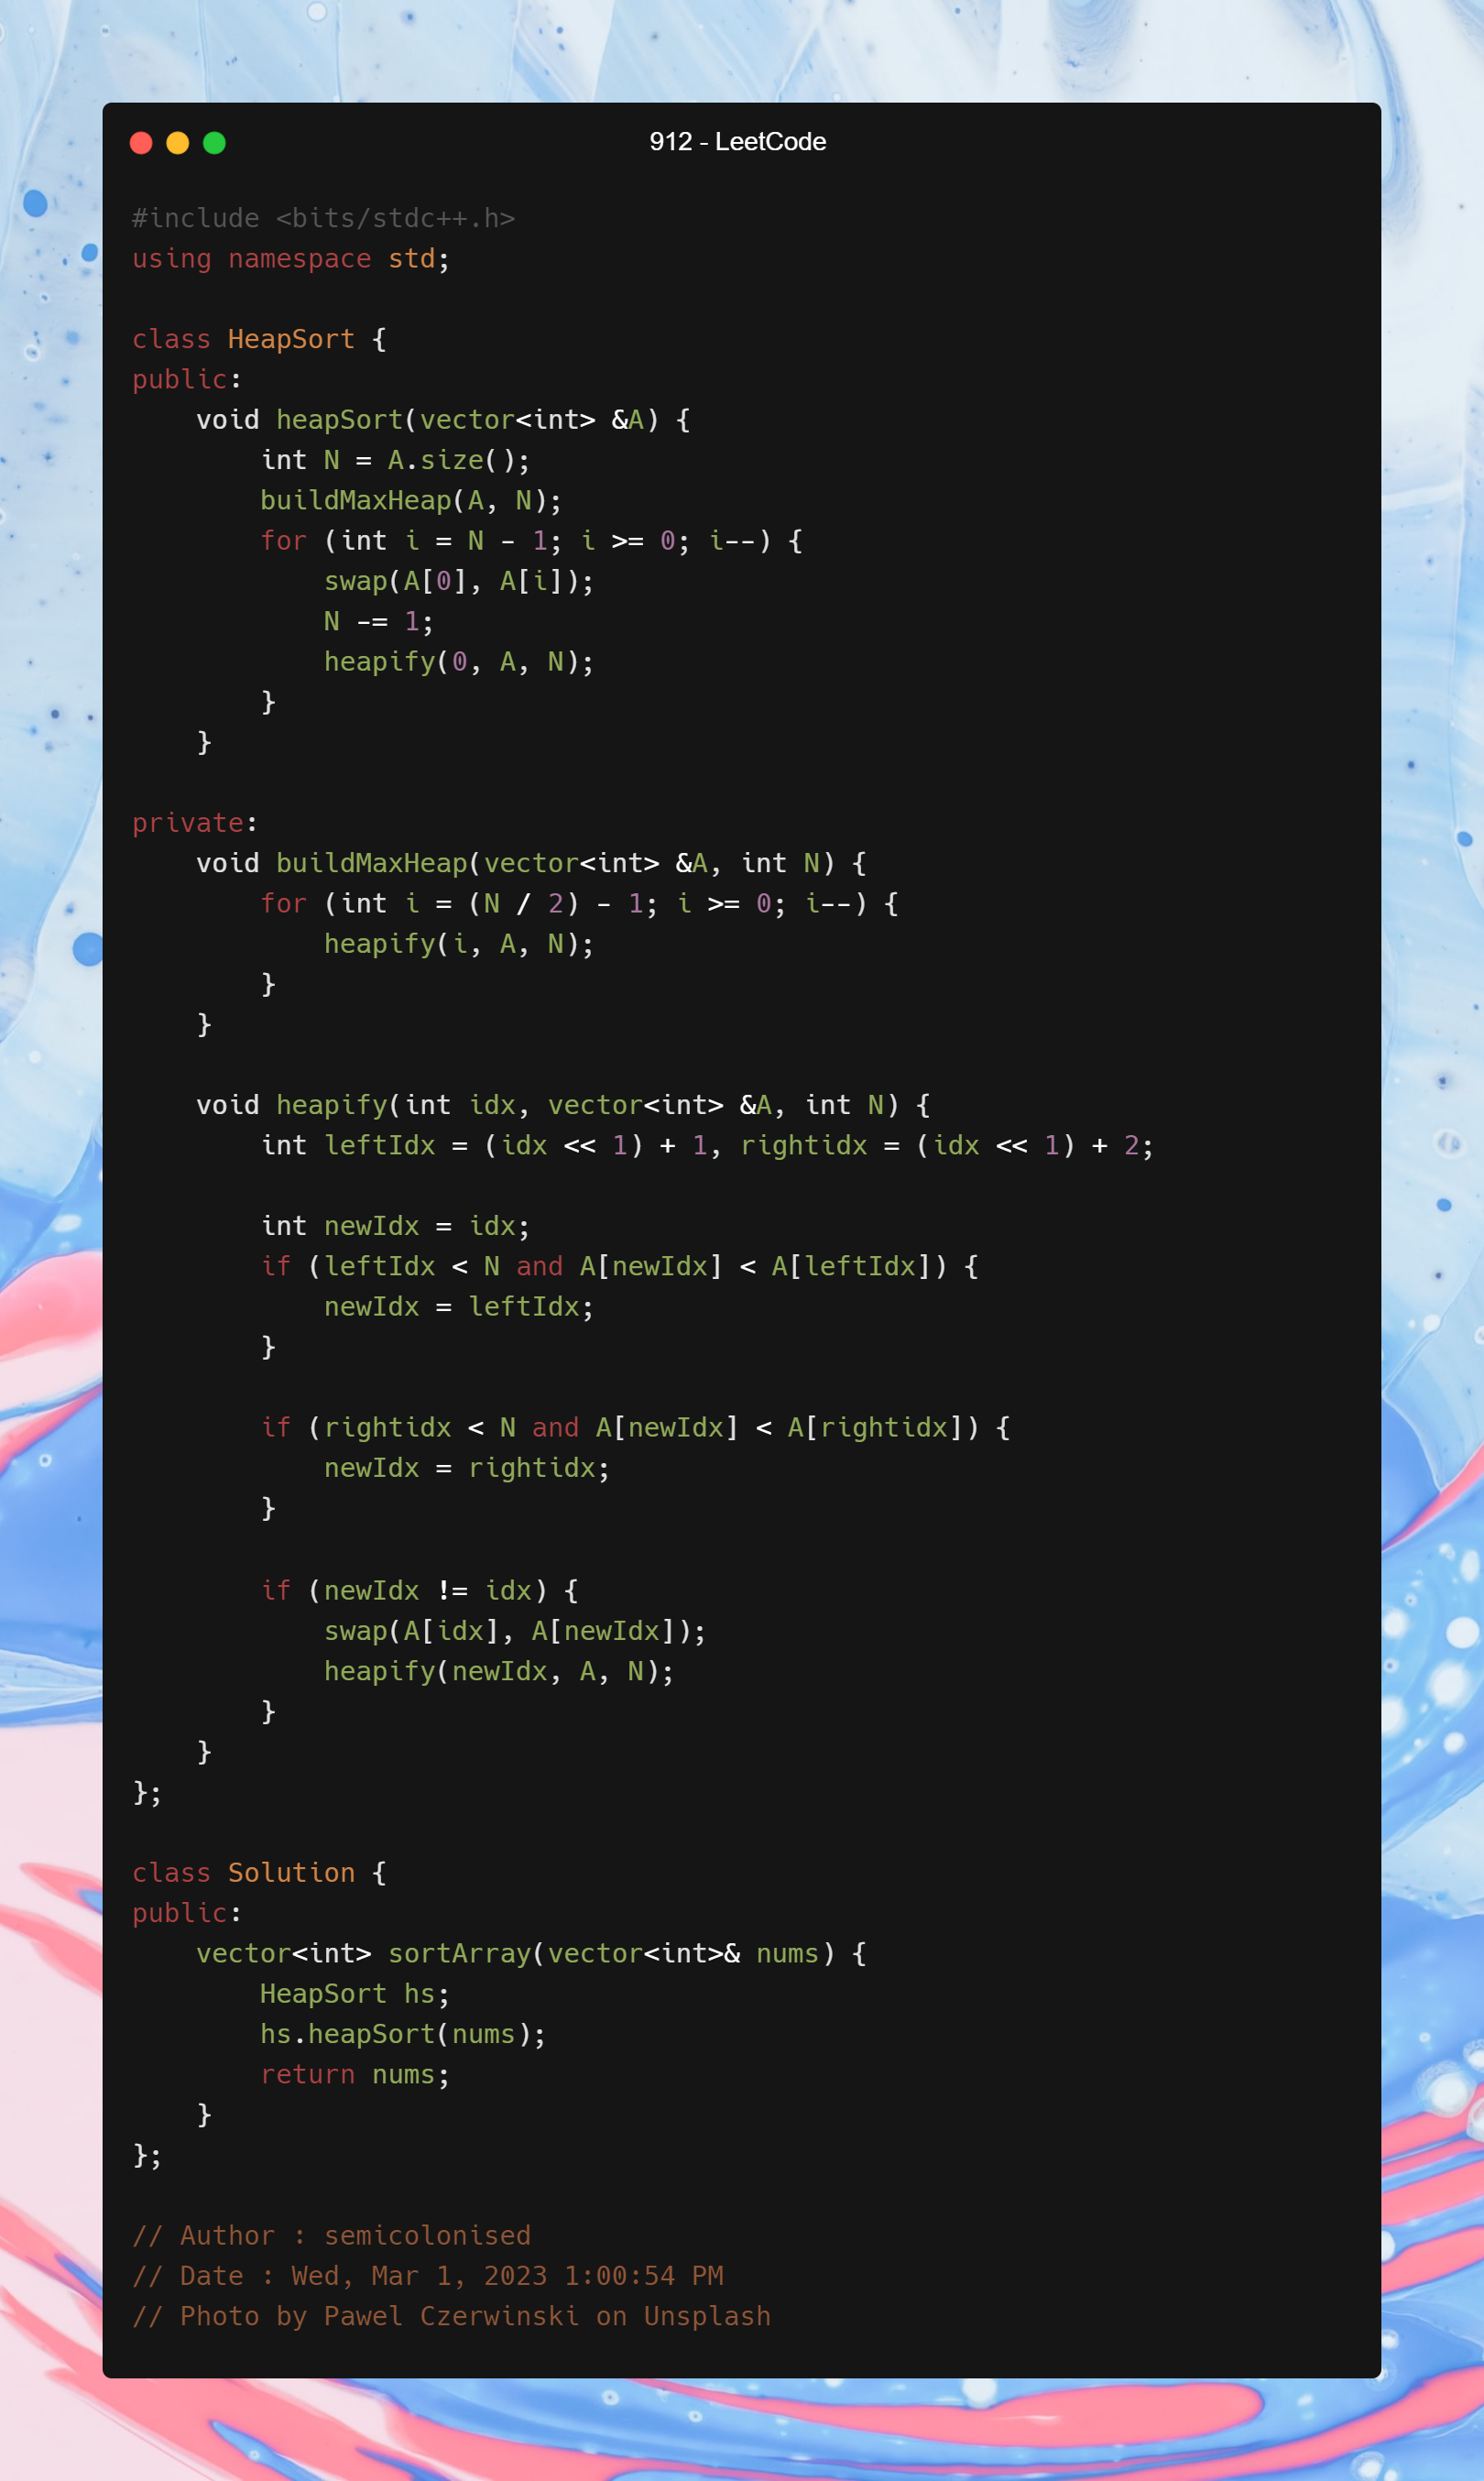 912 - LeetCode
#include <bits/stdc++.h>
using namespace std;

class HeapSort {
public:
    void heapSort(vector<int> &A) {
        int N = A.size();
        buildMaxHeap(A, N);
        for (int i = N - 1; i >= 0; i--) {
            swap(A[0], A[i]);
            N -= 1;
            heapify(0, A, N);
        }
    }

private:
    void buildMaxHeap(vector<int> &A, int N) {
        for (int i = (N / 2) - 1; i >= 0; i--) {
            heapify(i, A, N);
        }
    }

    void heapify(int idx, vector<int> &A, int N) {
        int leftIdx = (idx << 1) + 1, rightidx = (idx << 1) + 2;

        int newIdx = idx;
        if (leftIdx < N and A[newIdx] < A[leftIdx]) {
            newIdx = leftIdx;
        }

        if (rightidx < N and A[newIdx] < A[rightidx]) {
            newIdx = rightidx;
        }

        if (newIdx != idx) {
            swap(A[idx], A[newIdx]);
            heapify(newIdx, A, N);
        }
    }
};

class Solution {
public:
    vector<int> sortArray(vector<int>& nums) {
        HeapSort hs;
        hs.heapSort(nums);
        return nums;
    }
};

// Author : semicolonised
// Date : Wed, Mar 1, 2023 1:00:54 PM
// Photo by Pawel Czerwinski on Unsplash